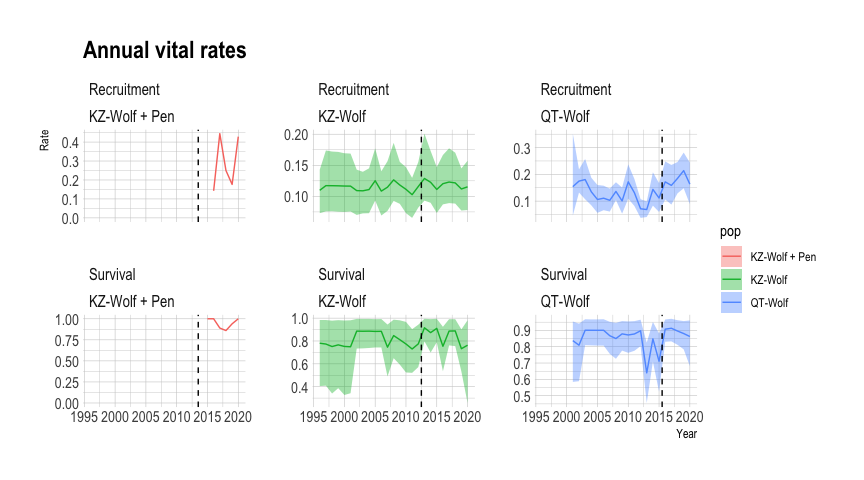 Annual vital rates
Recruitment
KZ-Wolf + Pen
Recruitment
KZ-Wolf
Recruitment
QT-Wolf
Rate
0.4
0.3
0.2
0.1
0.0
0.20
0.15
0.10
0.3
0.2
0.1
pop
KZ-Wolf + Pen
KZ-Wolf
QT-Wolf
Survival
KZ-Wolf + Pen
Survival
KZ-Wolf
Survival
QT-Wolf
1.00
0.75
0.50
0.25
0.00
1.0
0.8
0.6
0.4
0.9
0.8
0.7
0.6
0.5
1995 2000 2005 2010 2015 2020
1995 2000 2005 2010 2015 2020
1995 2000 2005 2010 2015 2020
Year